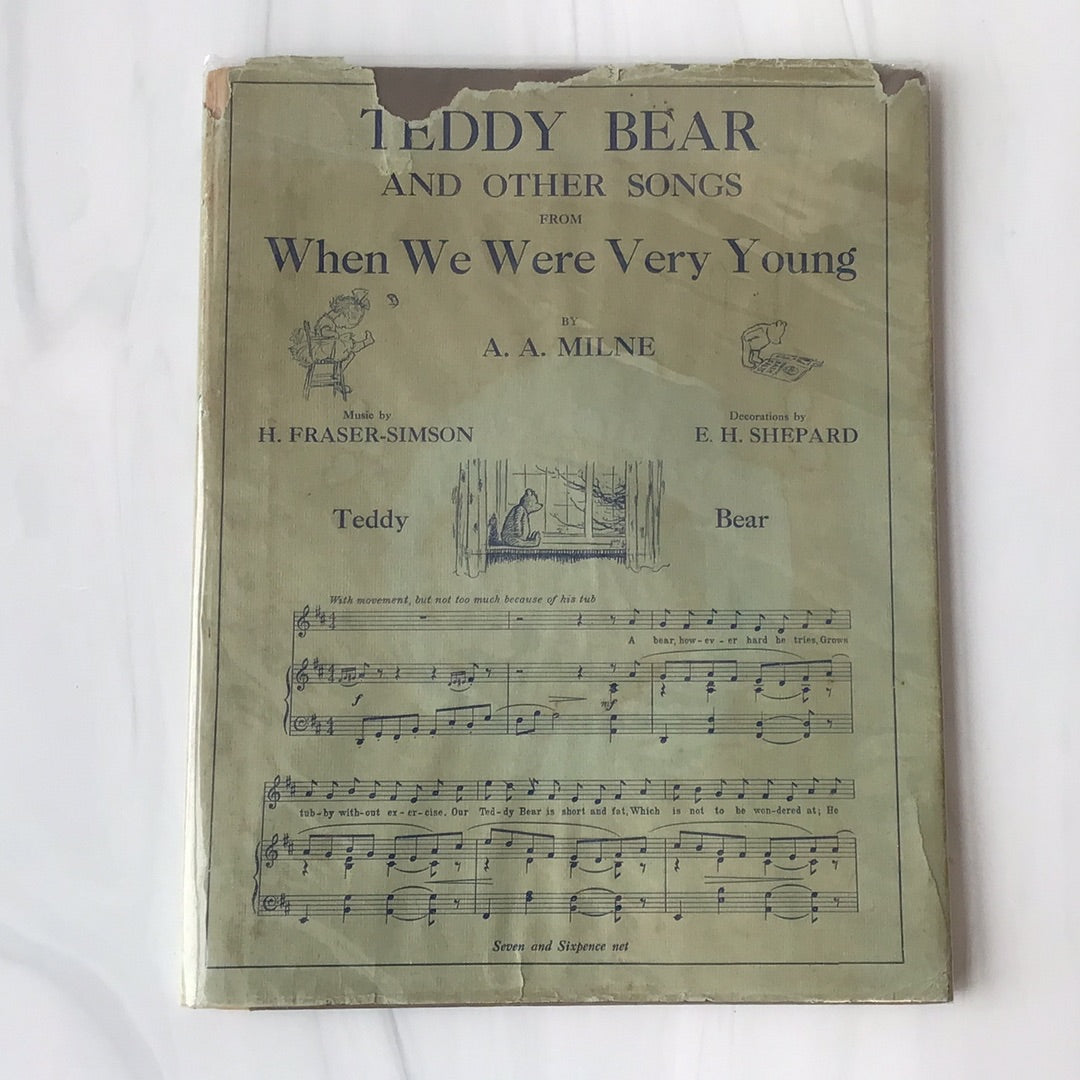 TEDDY BEAR
AND OTHER SONGS
FROM
When We Were Very Young
BY
A. A. MILNE
Music by
H. FRASER-SIMSON
Decorations by
E. H. SHEPARD
Teddy Bear
With movement, but not too much because of his tub
A bear, how-ev-er hard he tries, Grows
f
mf
tub-by with-out ex-er-cise. Our Ted-dy Bear is short and fat, Which is not to be won-dered at; He
Seven and Sixpence net